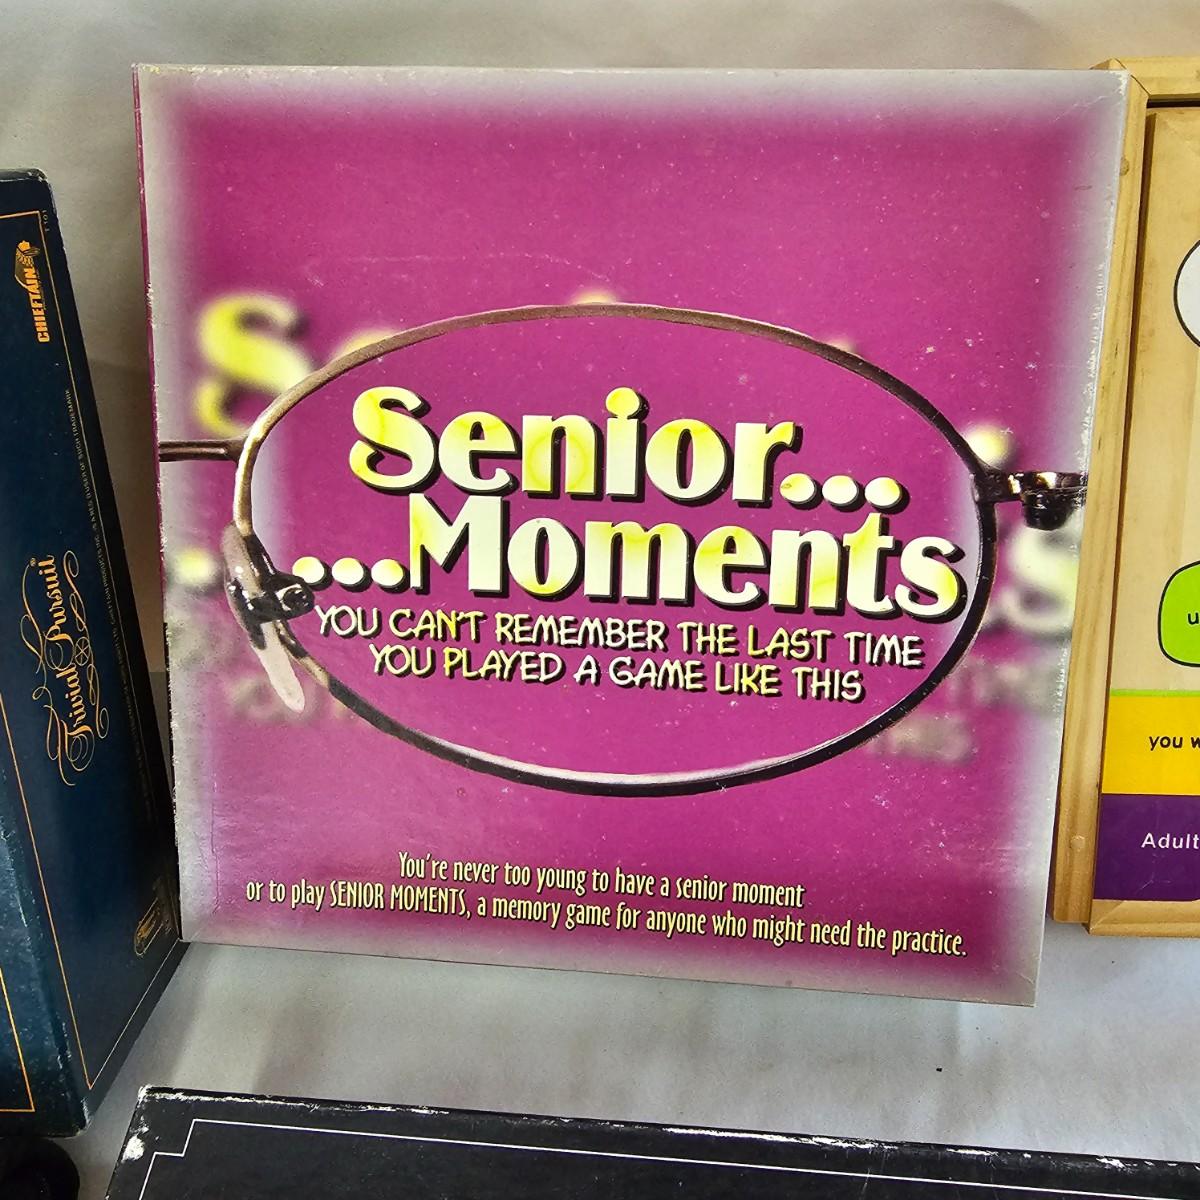 Senior...
...Moments
YOU CAN'T REMEMBER THE LAST TIME
YOU PLAYED A GAME LIKE THIS
You're never too young to have a senior moment
or to play SENIOR MOMENTS, a memory game for anyone who might need the practice.
CHIEFTAIN
Trivial Pursuit
you w
Adult